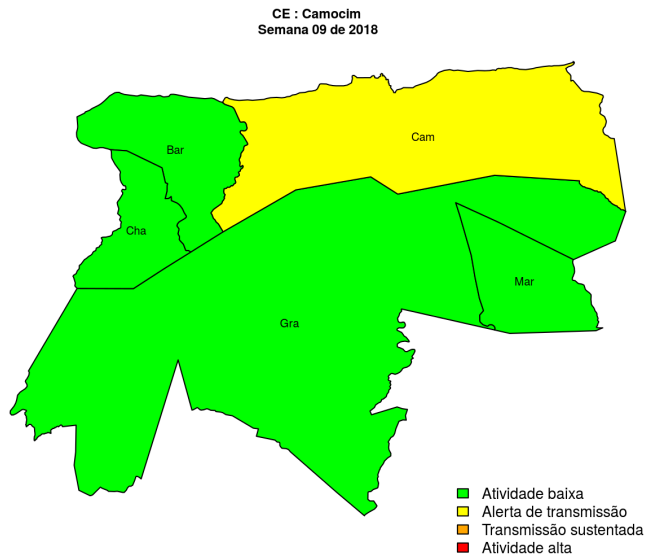 CE : Camocim
Semana 09 de 2018
Bar
Cam
Cha
Mar
Gra
Atividade baixa
Alerta de transmissão
Transmissão sustentada
Atividade alta